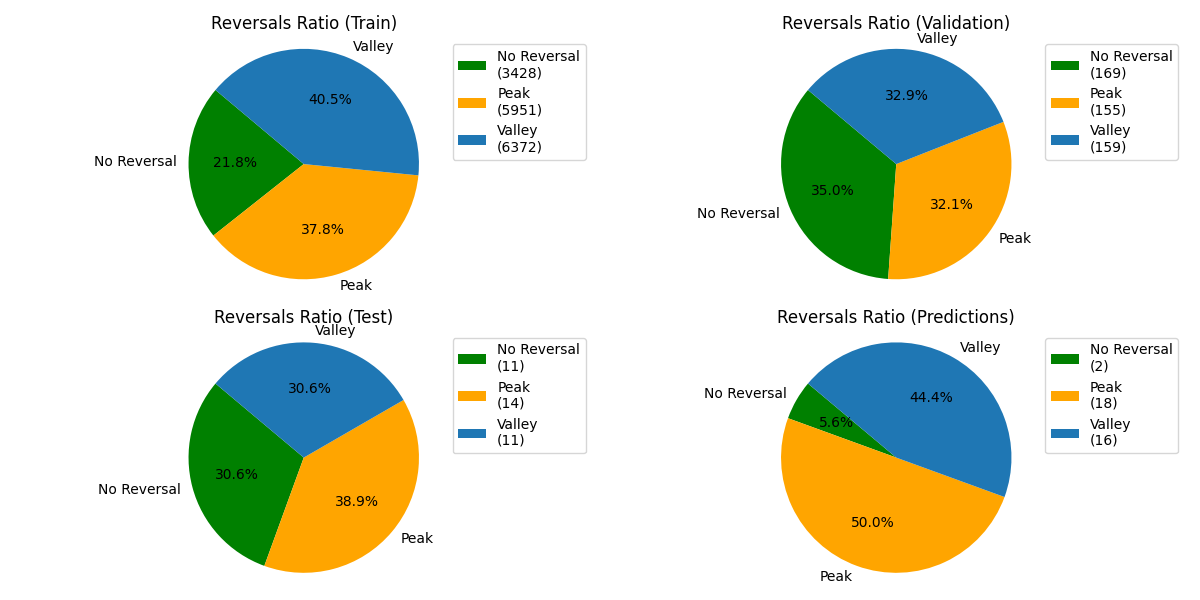 Reversals Ratio (Train)
Valley
40.5%
No Reversal
21.8%
37.8%
Peak
No Reversal
(3428)
Peak
(5951)
Valley
(6372)
Reversals Ratio (Validation)
Valley
32.9%
35.0%
No Reversal
32.1%
Peak
No Reversal
(169)
Peak
(155)
Valley
(159)
Reversals Ratio (Test)
Valley
30.6%
30.6%
No Reversal
38.9%
Peak
No Reversal
(11)
Peak
(14)
Valley
(11)
Reversals Ratio (Predictions)
Valley
44.4%
No Reversal
5.6%
50.0%
Peak
No Reversal
(2)
Peak
(18)
Valley
(16)